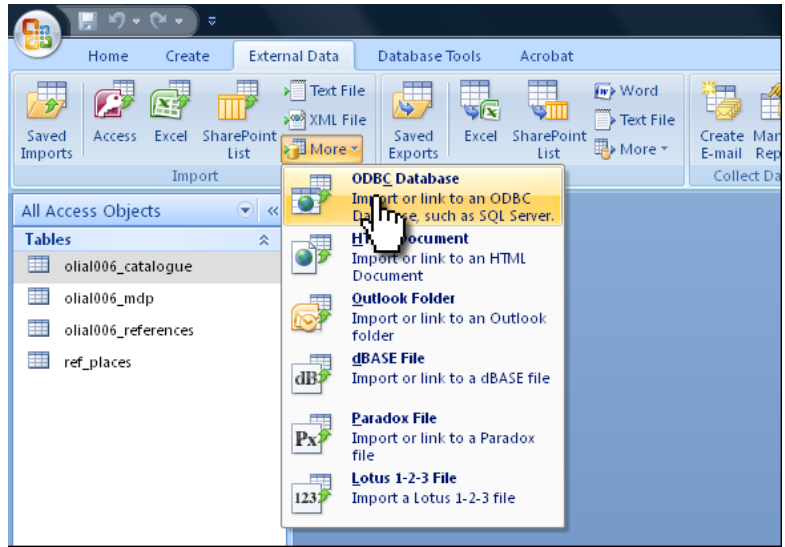 Home Create External Data Database Tools Acrobat
Saved Imports
Access
Excel
SharePoint List
Text File
XML File
More
Import
Saved Exports
Excel
SharePoint List
Word
Text File
More
Create E-mail
Collect Da
All Access Objects
Tables
olial006_catalogue
olial006_mdp
olial006_references
ref_places
ODBC Database
Import or link to an ODBC
Database, such as SQL Server.
HTML Document
Import or link to an HTML
Document
Outlook Folder
Import or link to an Outlook
folder
dBASE File
Import or link to a dBASE file
dB
Paradox File
Import or link to a Paradox
file
Px
Lotus 1-2-3 File
Import a Lotus 1-2-3 file
123